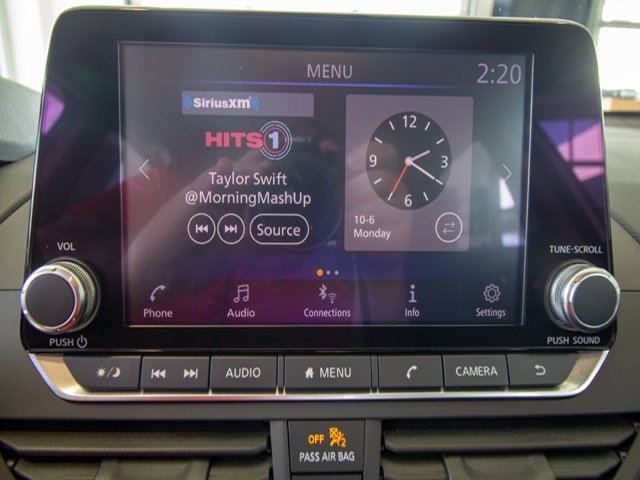 MENU
2:20
SiriusXM
HITS 1
Taylor Swift
@MorningMashUp
Source
12
9
3
6
10-6
Monday
VOL
TUNE·SCROLL
Phone
Audio
Connections
Info
Settings
PUSH
PUSH SOUND
AUDIO
MENU
CAMERA
OFF 2
PASS AIR BAG